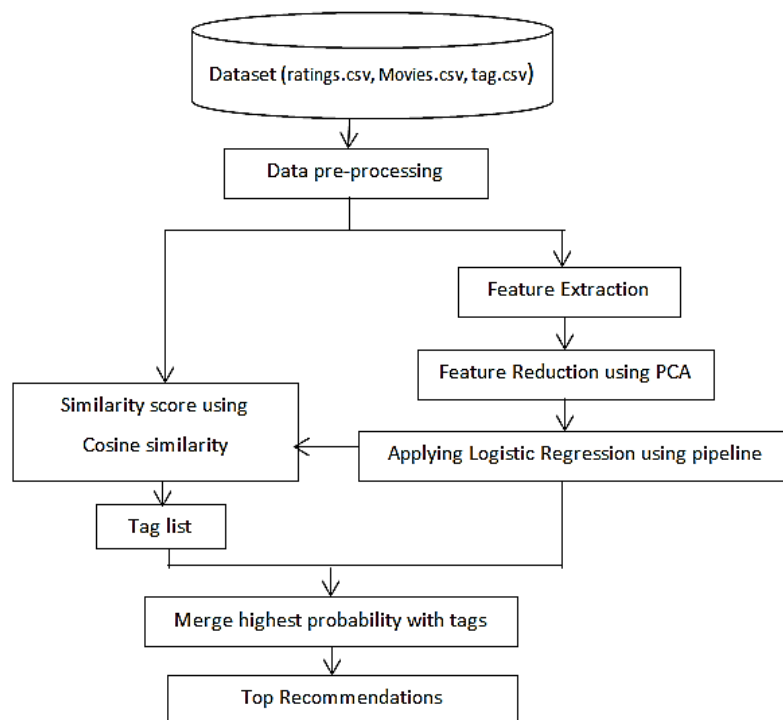 Dataset (ratings.csv, Movies.csv, tag.csv)
Data pre-processing
Feature Extraction
Feature Reduction using PCA
Similarity score using
Cosine similarity
Applying Logistic Regression using pipeline
Tag list
Merge highest probability with tags
Top Recommendations